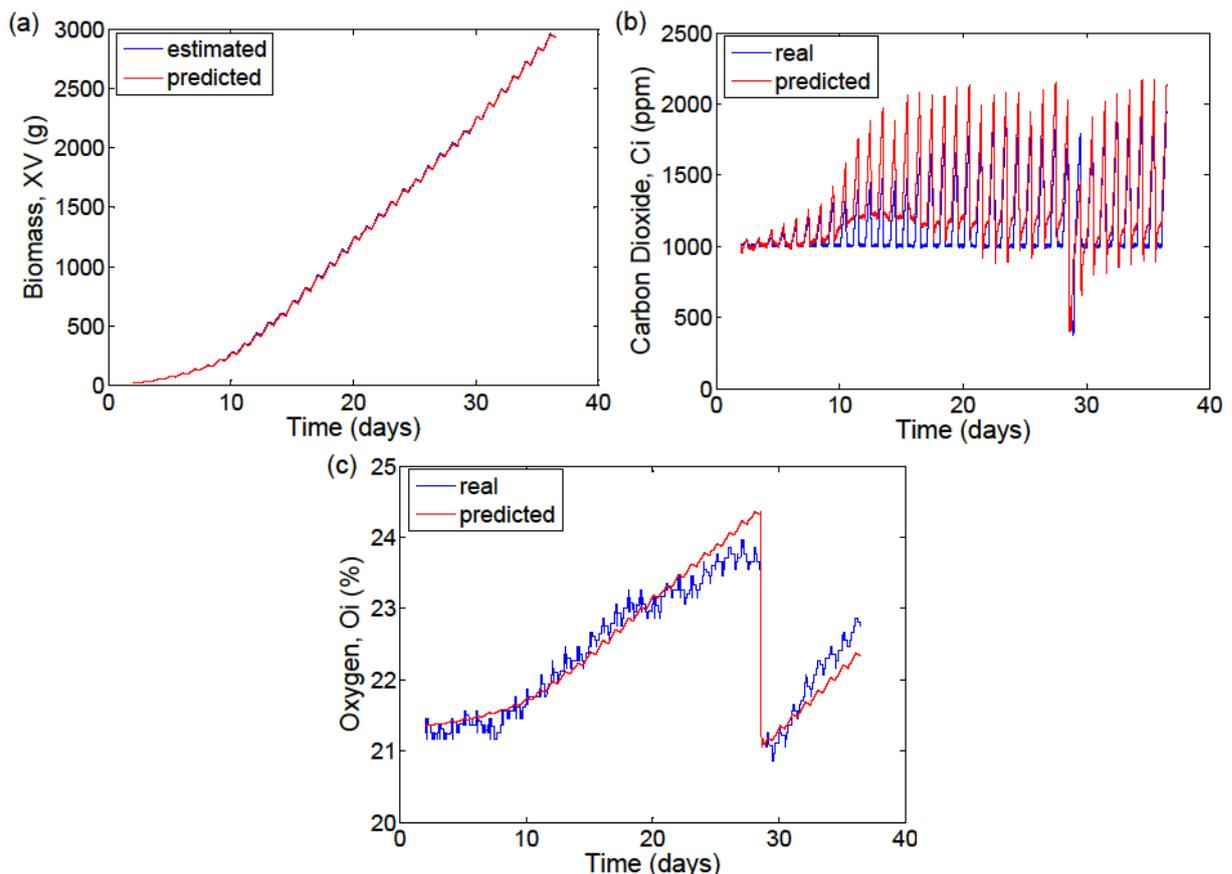 (a)
3000
2500
2000
1500
1000
500
0
Biomass, XV (g)
estimated
predicted
0 10 20 30 40
Time (days)
(b)
2500
2000
1500
1000
500
0
Carbon Dioxide, Ci (ppm)
real
predicted
0 10 20 30 40
Time (days)
(c)
25
24
23
22
21
20
Oxygen, Oi (%)
real
predicted
0 10 20 30 40
Time (days)